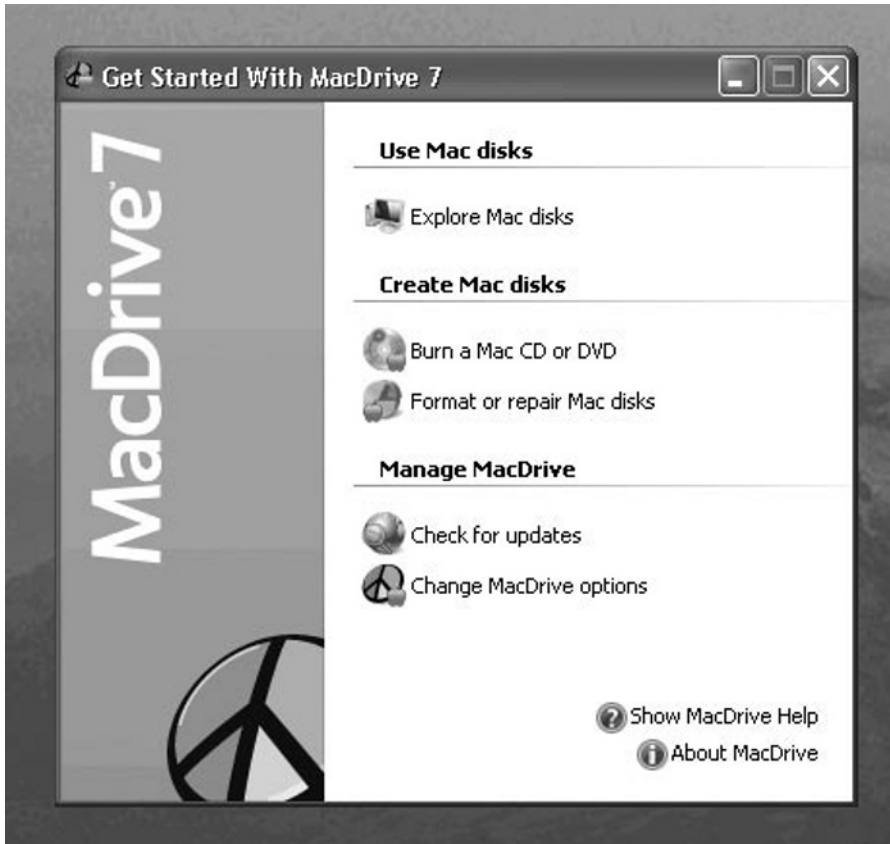 Get Started With MacDrive 7
MacDrive 7
Use Mac disks
Explore Mac disks
Create Mac disks
Burn a Mac CD or DVD
Format or repair Mac disks
Manage MacDrive
Check for updates
Change MacDrive options
Show MacDrive Help
About MacDrive